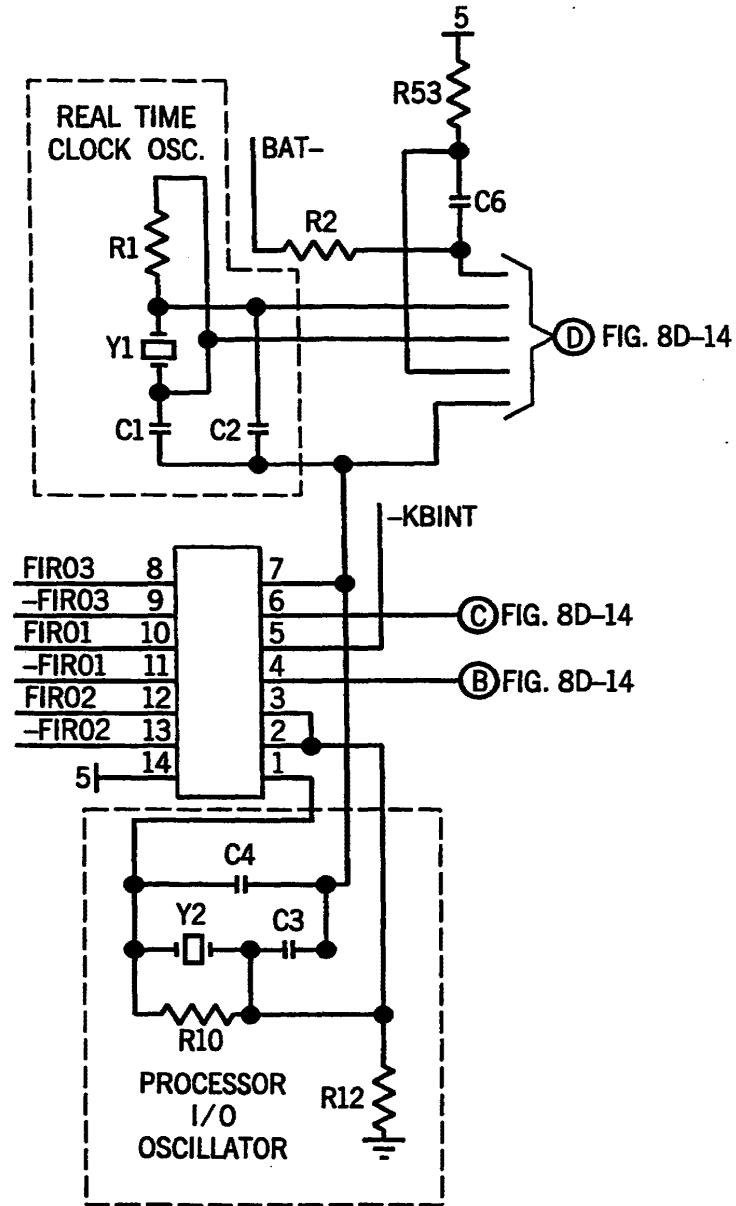 5
R53
REAL TIME
CLOCK OSC.
BAT–
C6
R2
R1
Y1
D FIG. 8D–14
C1 C2
–KBINT
FIR03 8 7
–FIR03 9 6 C FIG. 8D–14
FIR01 10 5
–FIR01 11 4 B FIG. 8D–14
FIR02 12 3
–FIR02 13 2
5 14 1
C4
Y2 C3
R10
PROCESSOR
I/O
OSCILLATOR
R12